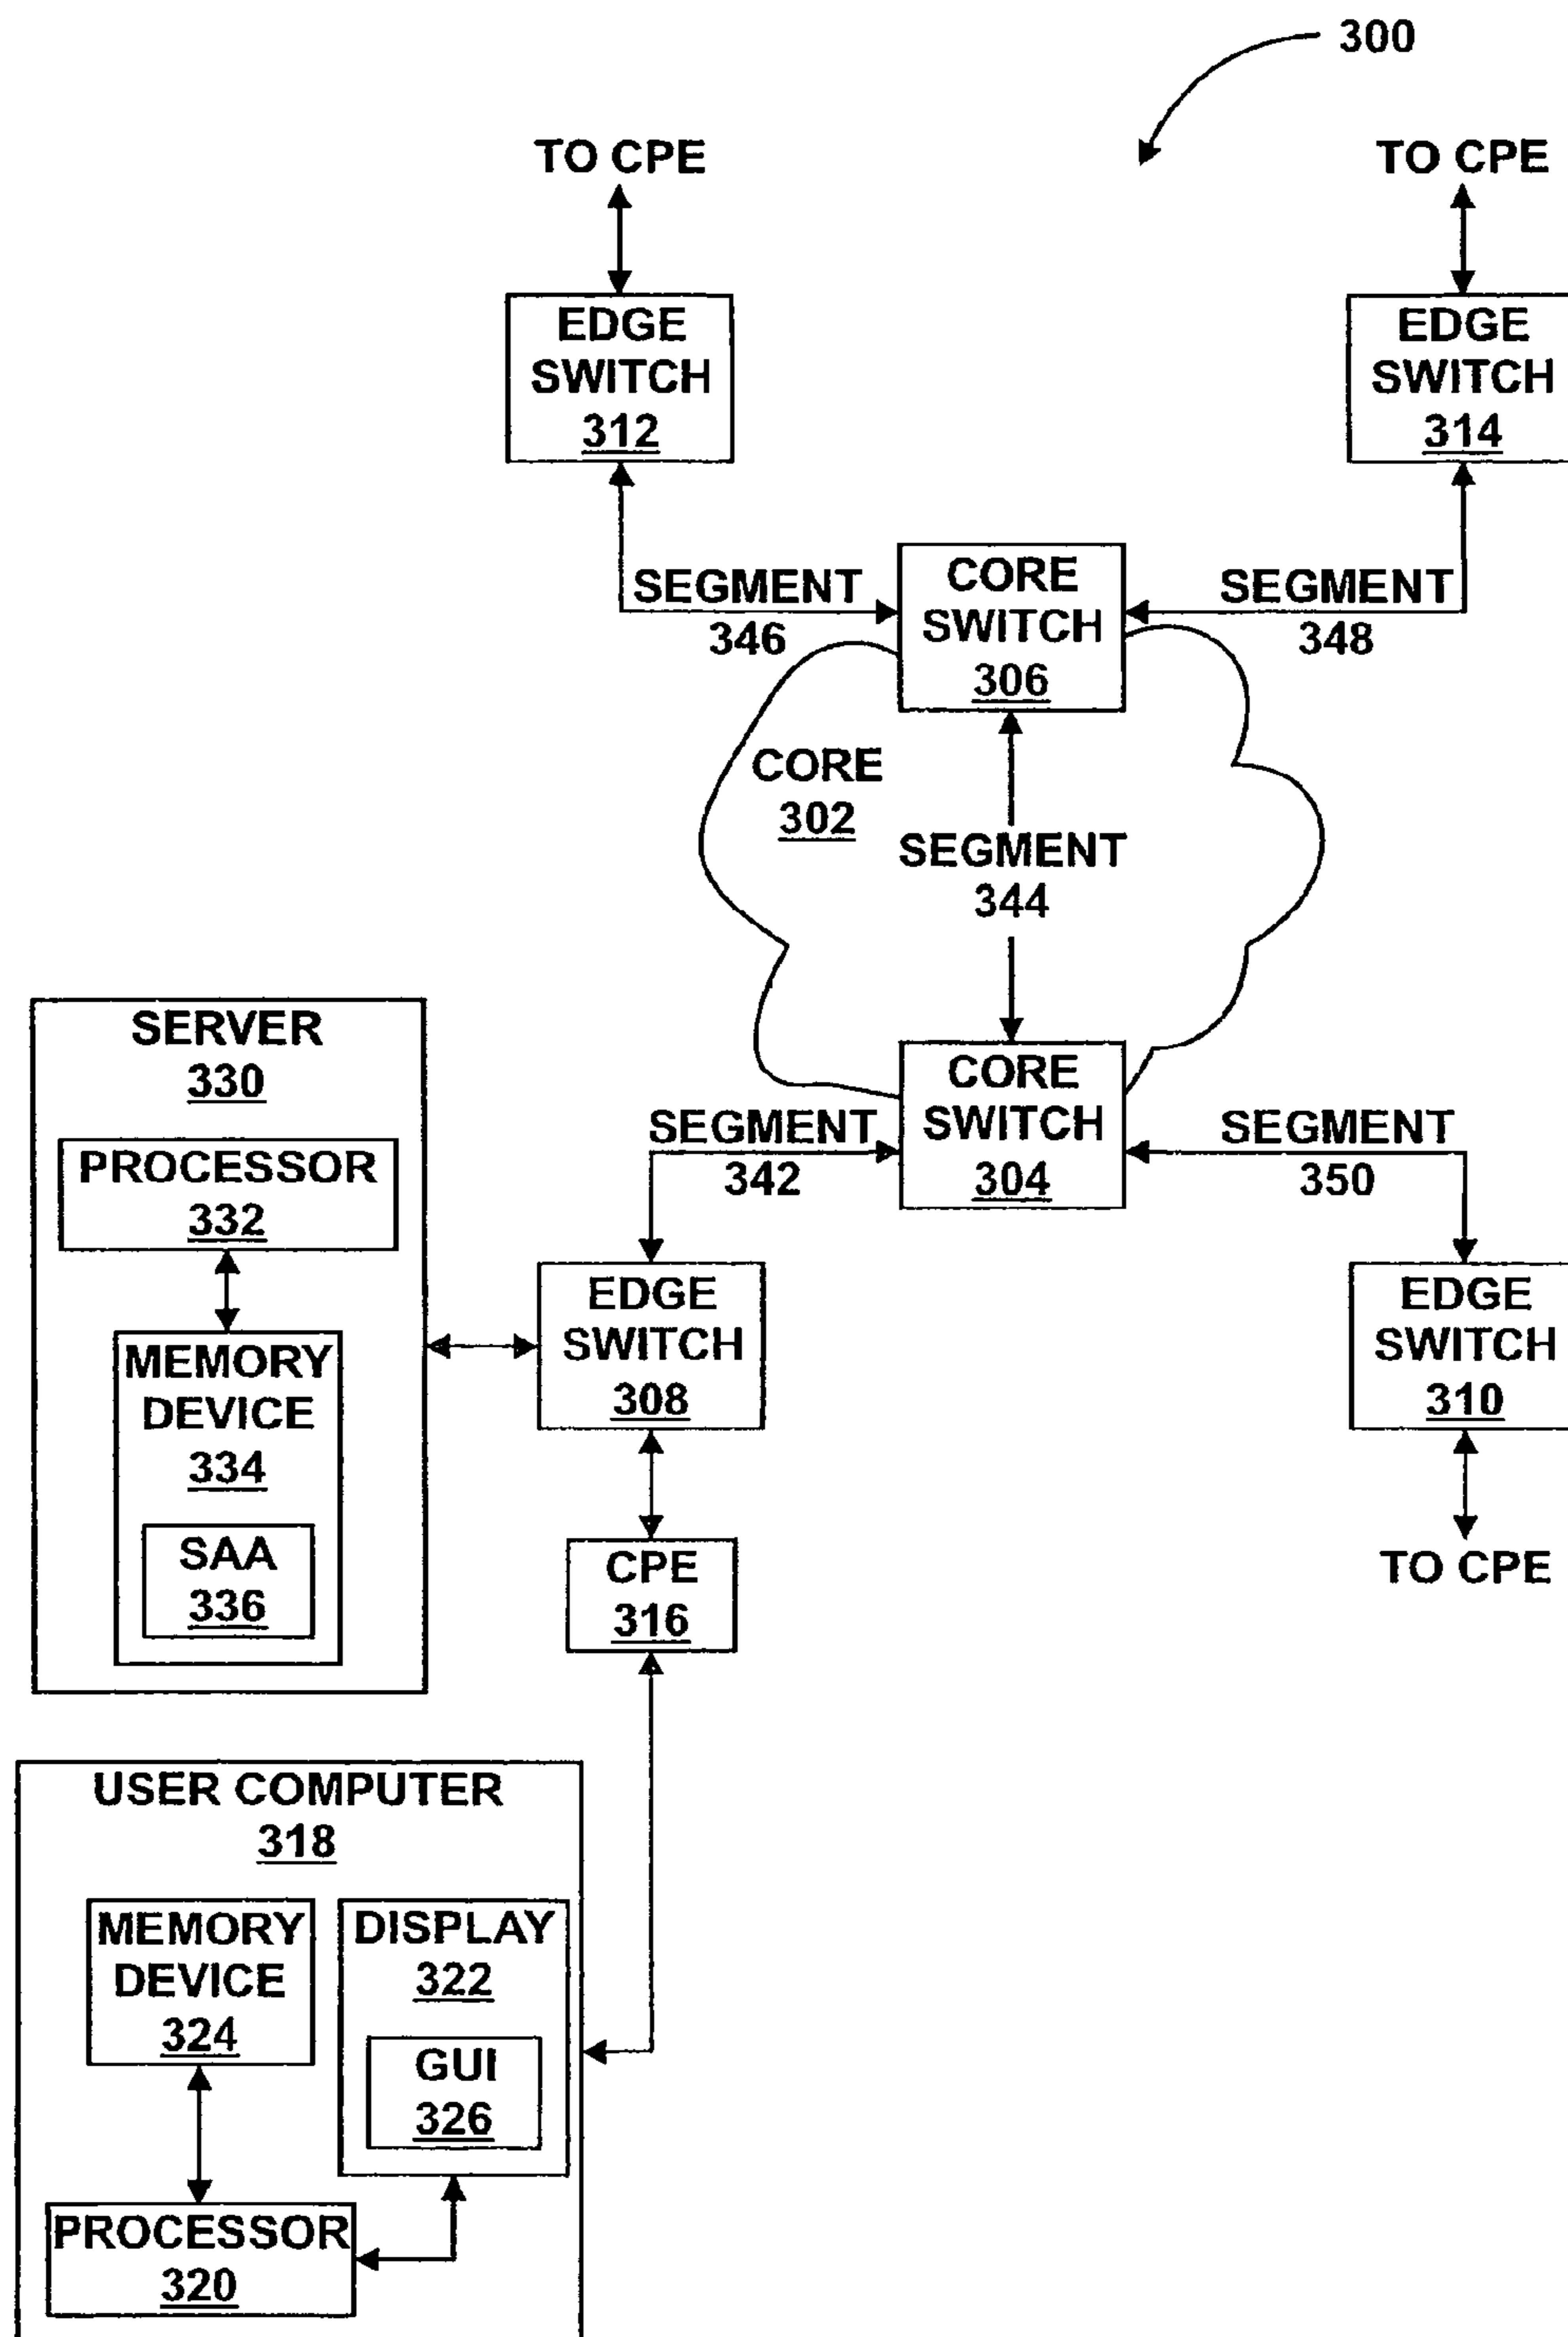 300
TO CPE
TO CPE
EDGE
SWITCH
312
EDGE
SWITCH
314
SEGMENT
346
CORE
SWITCH
306
SEGMENT
348
CORE
302
SEGMENT
344
SERVER
330
PROCESSOR
332
MEMORY
DEVICE
334
SAA
336
SEGMENT
342
CORE
SWITCH
304
SEGMENT
350
EDGE
SWITCH
308
EDGE
SWITCH
310
CPE
316
TO CPE
USER COMPUTER
318
MEMORY
DEVICE
324
DISPLAY
322
GUI
326
PROCESSOR
320